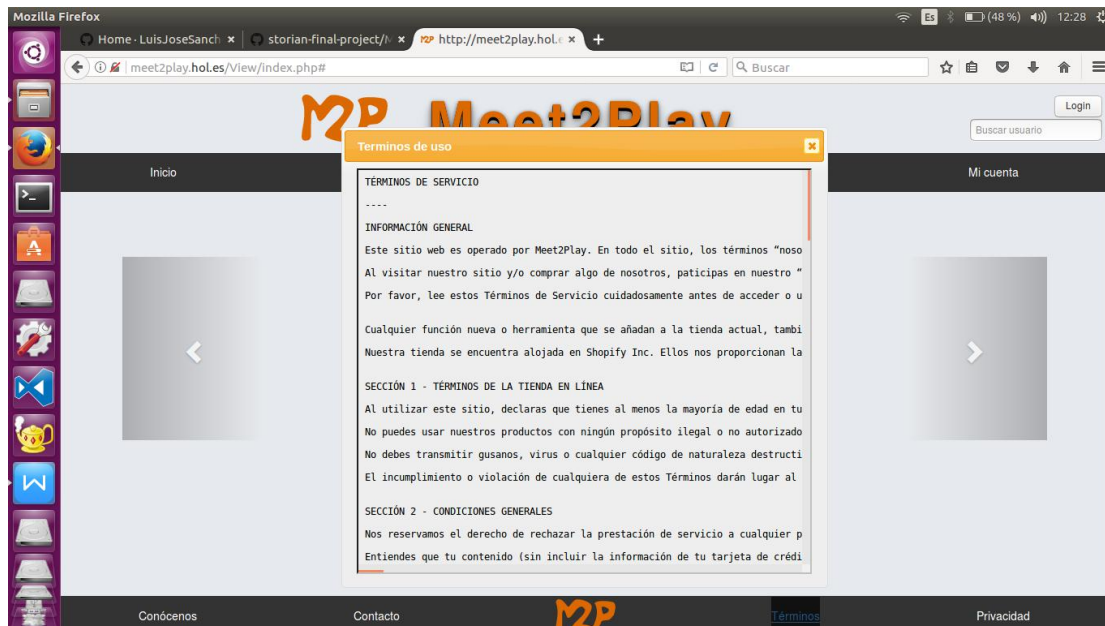 Mozilla Firefox
Es (48 %) 12:28
Home · LuisJoseSanch × storian-final-project/ × M2P http://meet2play.hol.e × +
meet2play.hol.es/View/index.php# Buscar
M2P Meet2Play
Login
Buscar usuario
Terminos de uso
Inicio Mi cuenta
TÉRMINOS DE SERVICIO
----
INFORMACIÓN GENERAL
Este sitio web es operado por Meet2Play. En todo el sitio, los términos “noso
Al visitar nuestro sitio y/o comprar algo de nosotros, paticipas en nuestro “
Por favor, lee estos Términos de Servicio cuidadosamente antes de acceder o u
Cualquier función nueva o herramienta que se añadan a la tienda actual, tambi
Nuestra tienda se encuentra alojada en Shopify Inc. Ellos nos proporcionan la
SECCIÓN 1 - TÉRMINOS DE LA TIENDA EN LÍNEA
Al utilizar este sitio, declaras que tienes al menos la mayoría de edad en tu
No puedes usar nuestros productos con ningún propósito ilegal o no autorizado
No debes transmitir gusanos, virus o cualquier código de naturaleza destructi
El incumplimiento o violación de cualquiera de estos Términos darán lugar al
SECCIÓN 2 - CONDICIONES GENERALES
Nos reservamos el derecho de rechazar la prestación de servicio a cualquier p
Entiendes que tu contenido (sin incluir la información de tu tarjeta de crédi
Conócenos Contacto M2P Términos Privacidad